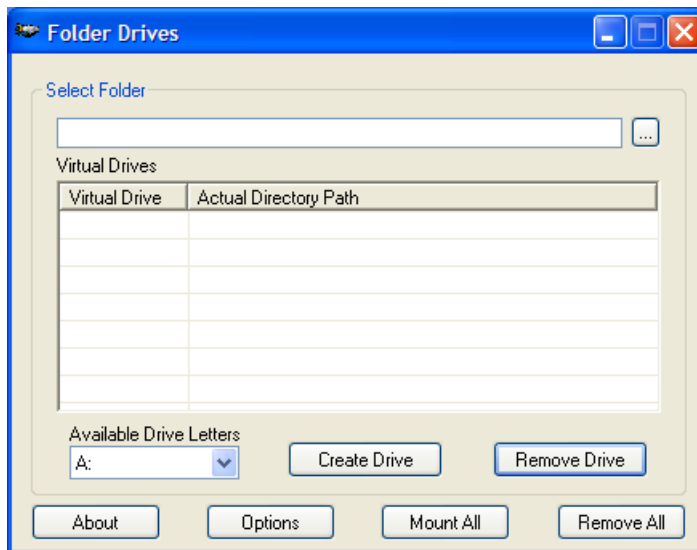 Folder Drives
Select Folder
...
Virtual Drives
Virtual Drive Actual Directory Path
Available Drive Letters
A: Create Drive Remove Drive
About Options Mount All Remove All